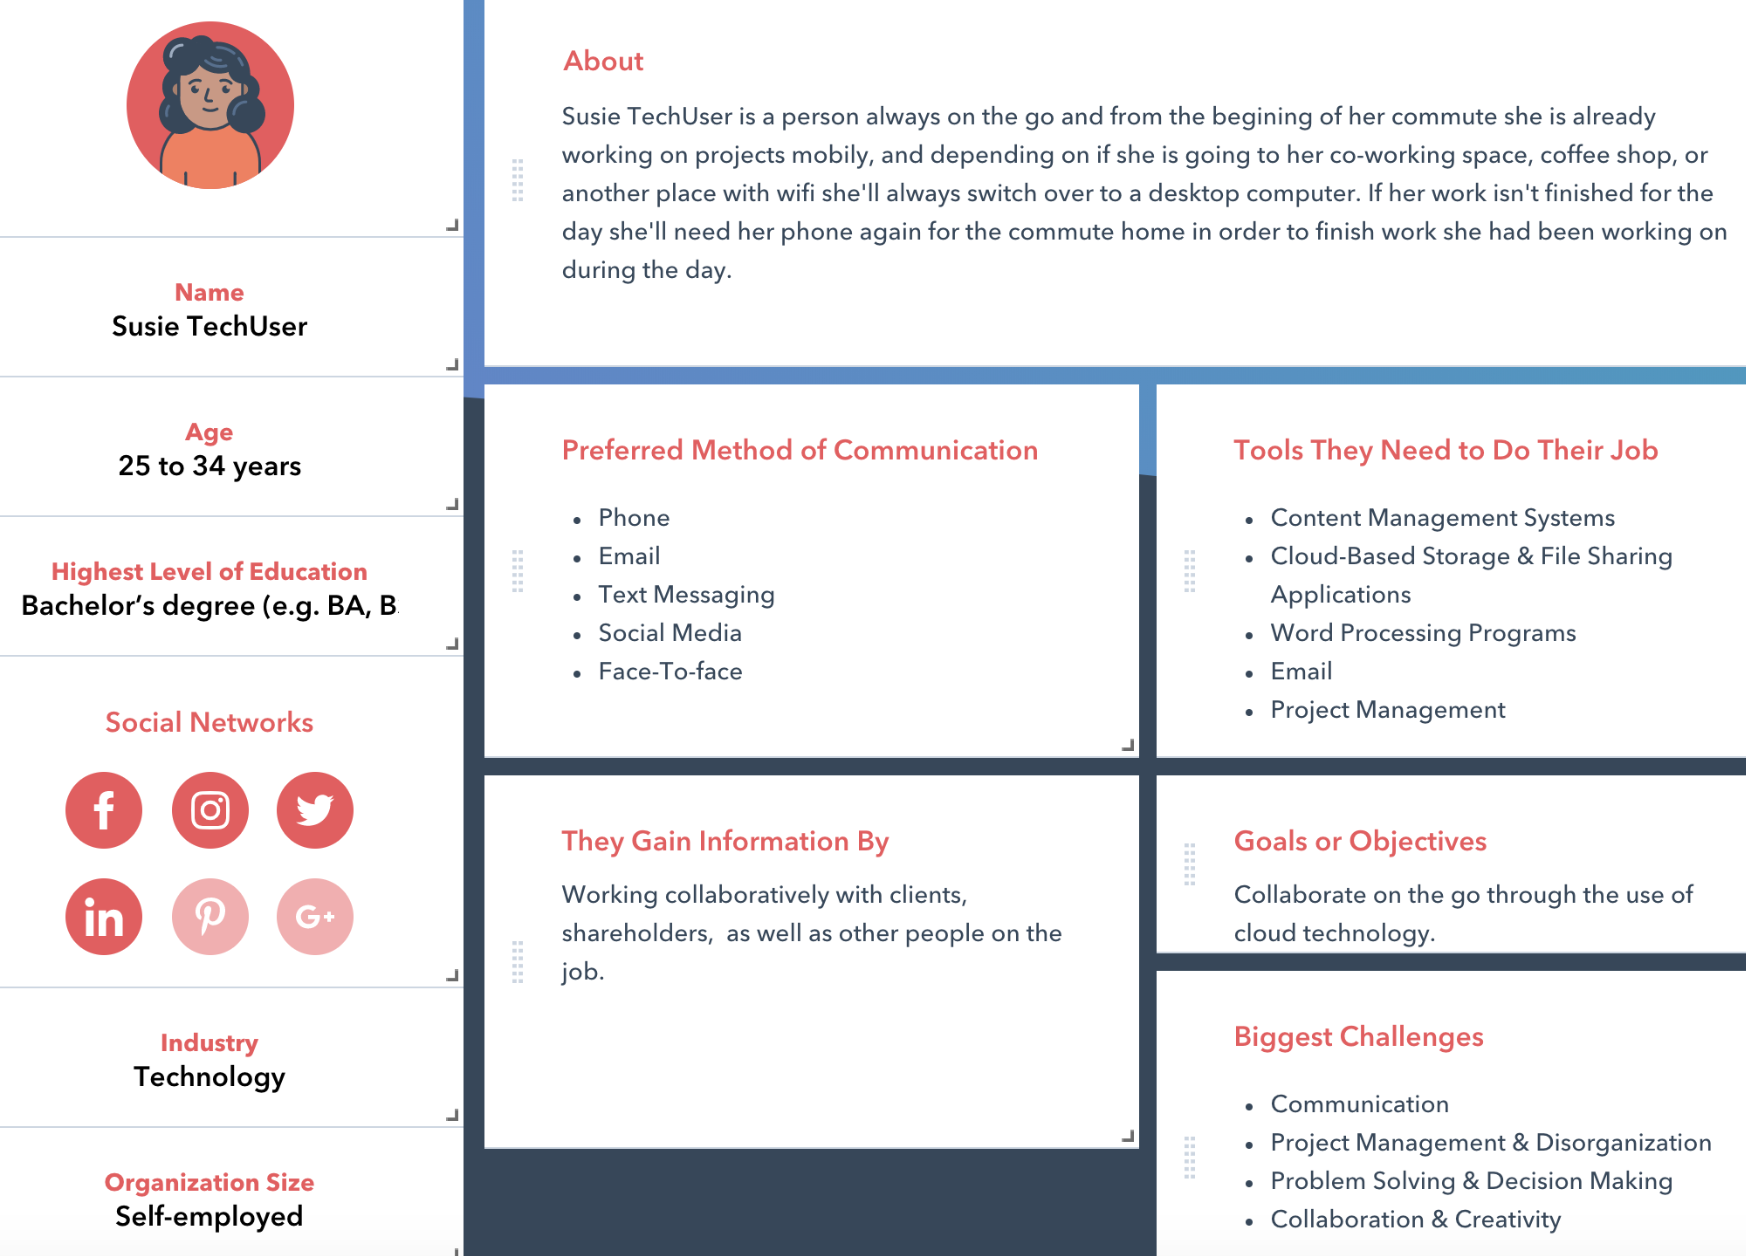 Name
Susie TechUser
Age
25 to 34 years
Highest Level of Education
Bachelor’s degree (e.g. BA, B
Social Networks
f
in
G+
Industry
Technology
Organization Size
Self-employed
About
Susie TechUser is a person always on the go and from the begining of her commute she is already
working on projects mobily, and depending on if she is going to her co-working space, coffee shop, or
another place with wifi she'll always switch over to a desktop computer. If her work isn't finished for the
day she'll need her phone again for the commute home in order to finish work she had been working on
during the day.
Preferred Method of Communication
• Phone
• Email
• Text Messaging
• Social Media
• Face-To-face
Tools They Need to Do Their Job
• Content Management Systems
• Cloud-Based Storage & File Sharing
Applications
• Word Processing Programs
• Email
• Project Management
They Gain Information By
Working collaboratively with clients,
shareholders,  as well as other people on the
job.
Goals or Objectives
Collaborate on the go through the use of
cloud technology.
Biggest Challenges
• Communication
• Project Management & Disorganization
• Problem Solving & Decision Making
• Collaboration & Creativity